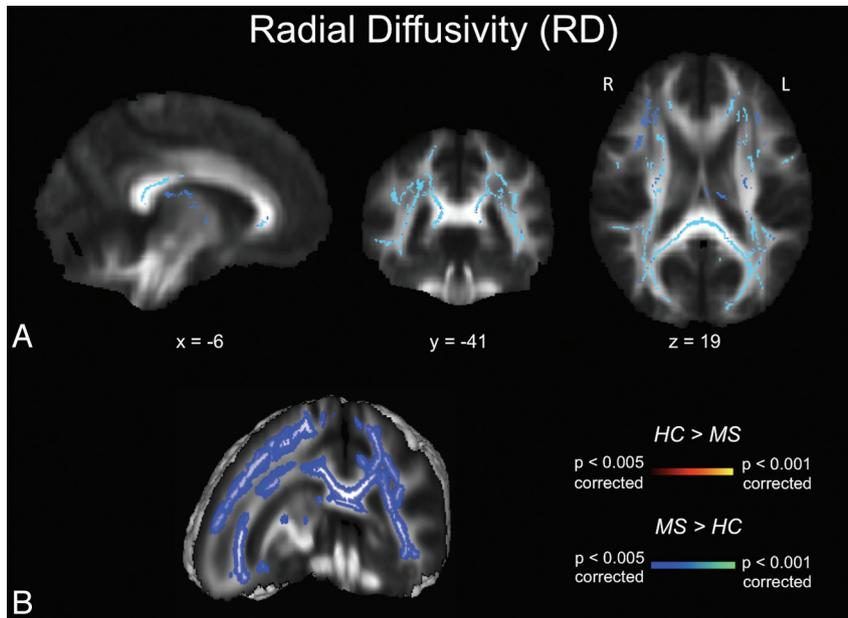 Radial Diffusivity (RD)
R
L
A
x = -6
y = -41
z = 19
HC > MS
p < 0.005
corrected
p < 0.001
corrected
MS > HC
p < 0.005
corrected
p < 0.001
corrected
B